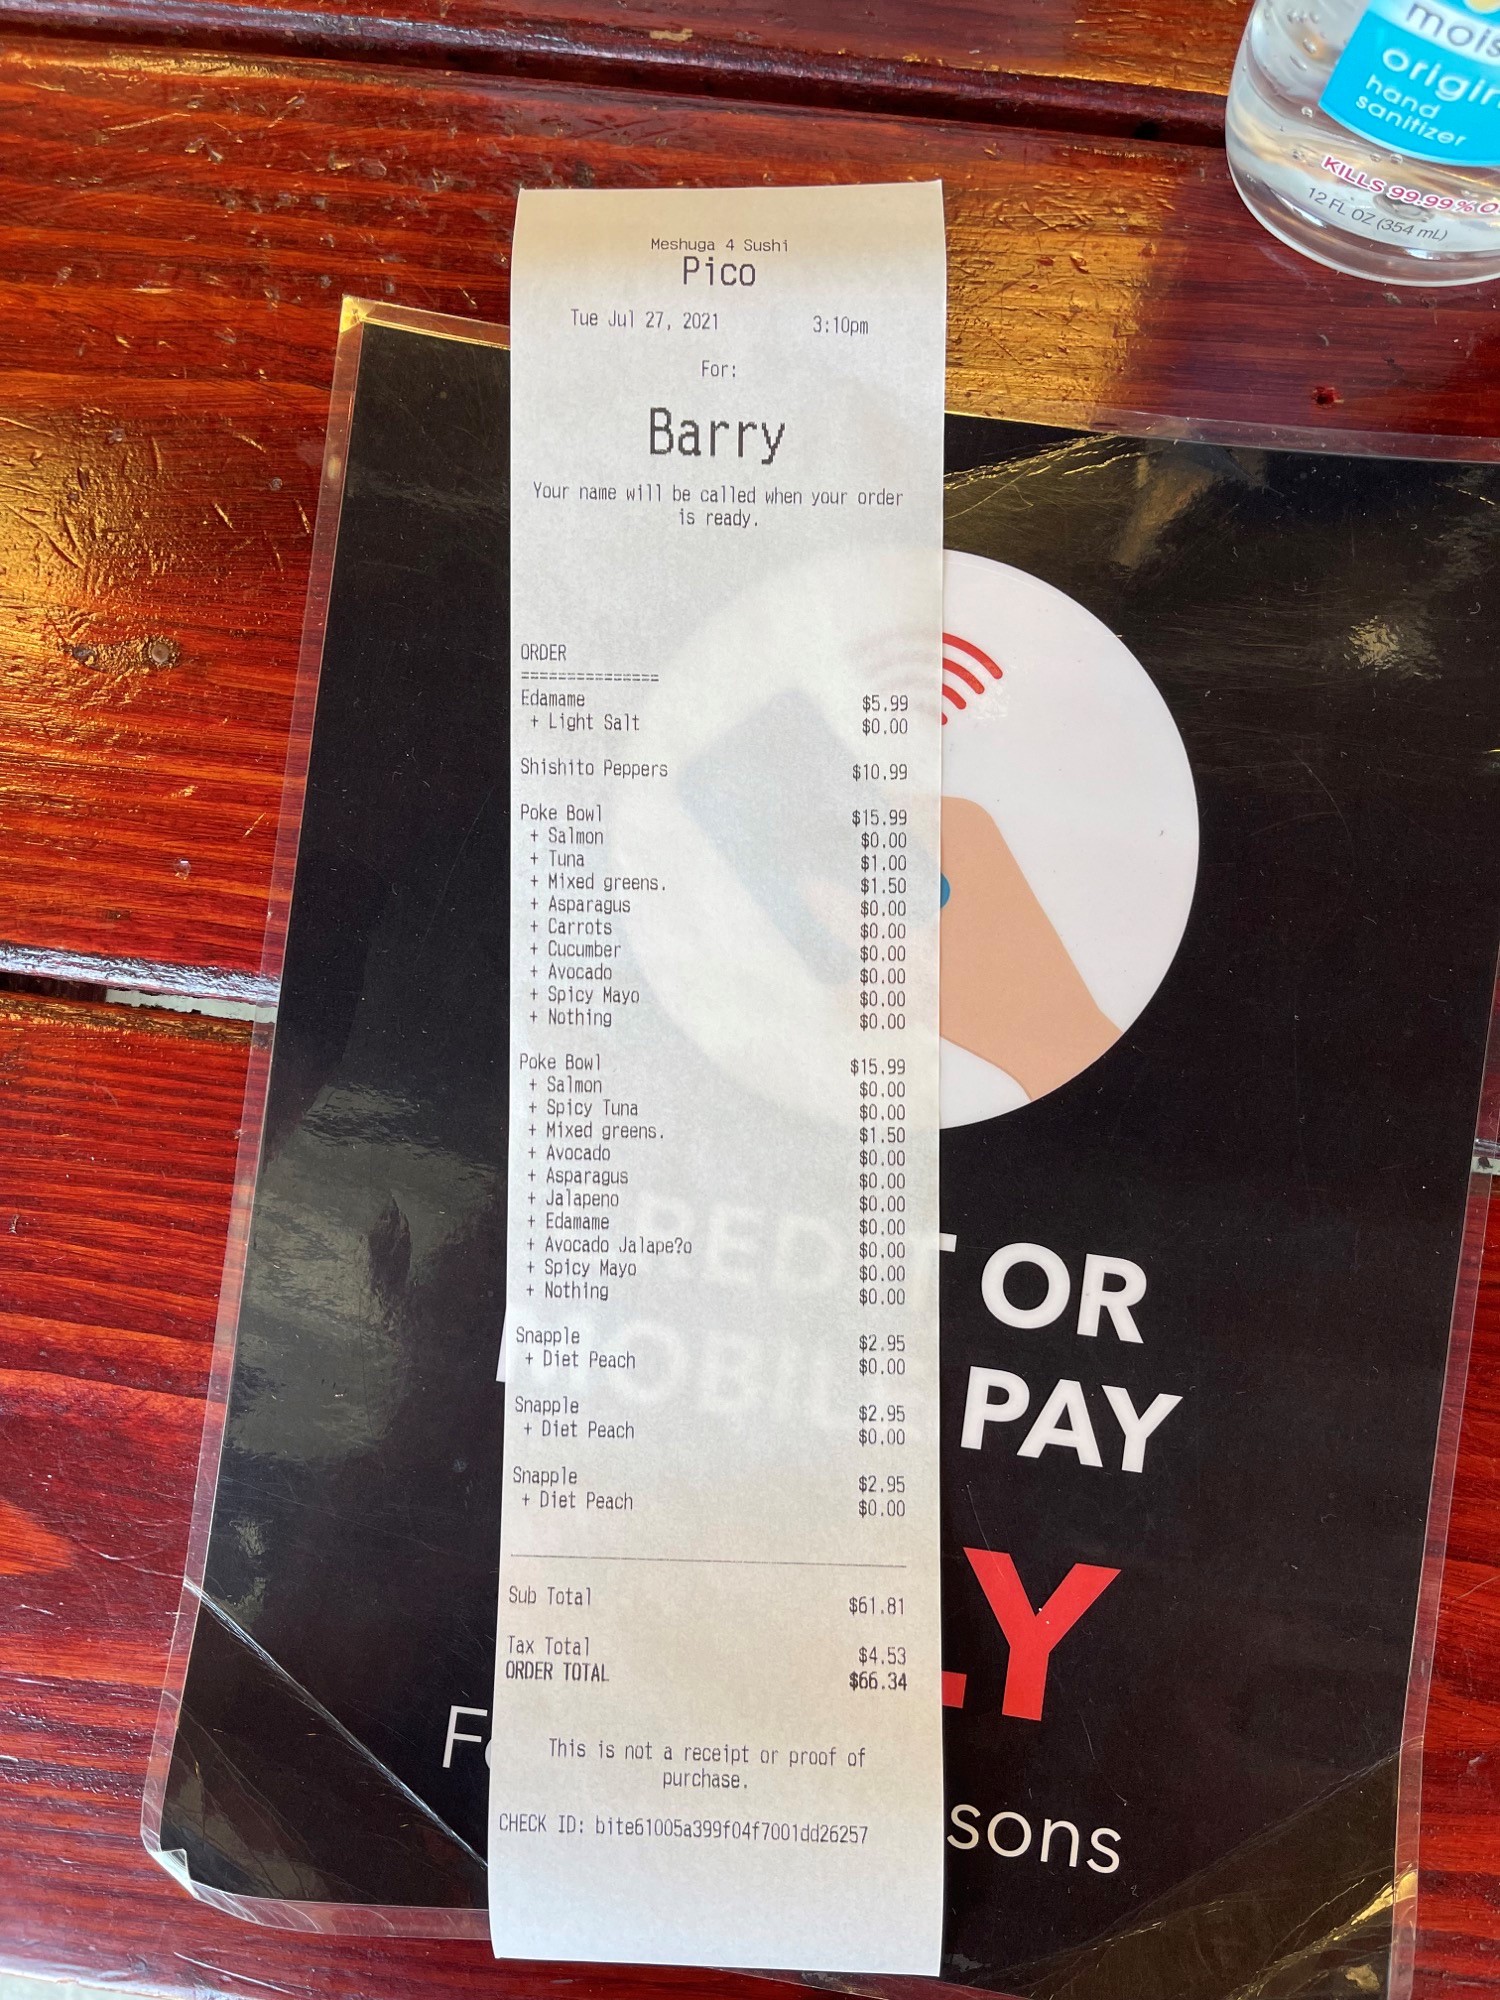 mois
origin
hand
sanitizer
KILLS 99.99% O
12 FL OZ (354 mL)
Meshuga 4 Sushi
Pico
Tue Jul 27, 2021 3:10pm
For:
Barry
Your name will be called when your order
is ready.
ORDER
===============
Edamame $5.99
+ Light Salt $0.00
Shishito Peppers $10.99
Poke Bowl $15.99
+ Salmon $0.00
+ Tuna $1.00
+ Mixed greens. $1.50
+ Asparagus $0.00
+ Carrots $0.00
+ Cucumber $0.00
+ Avocado $0.00
+ Spicy Mayo $0.00
+ Nothing $0.00
Poke Bowl $15.99
+ Salmon $0.00
+ Spicy Tuna $0.00
+ Mixed greens. $1.50
+ Avocado $0.00
+ Asparagus $0.00
+ Jalapeno $0.00
+ Edamame $0.00
+ Avocado Jalape?o $0.00
+ Spicy Mayo $0.00
+ Nothing $0.00
Snapple $2.95
+ Diet Peach $0.00
Snapple $2.95
+ Diet Peach $0.00
Snapple $2.95
+ Diet Peach $0.00
Sub Total $61.81
Tax Total $4.53
ORDER TOTAL $66.34
This is not a receipt or proof of
purchase.
CHECK ID: bite61005a399f04f7001dd26257
OR
PAY
LY
sons